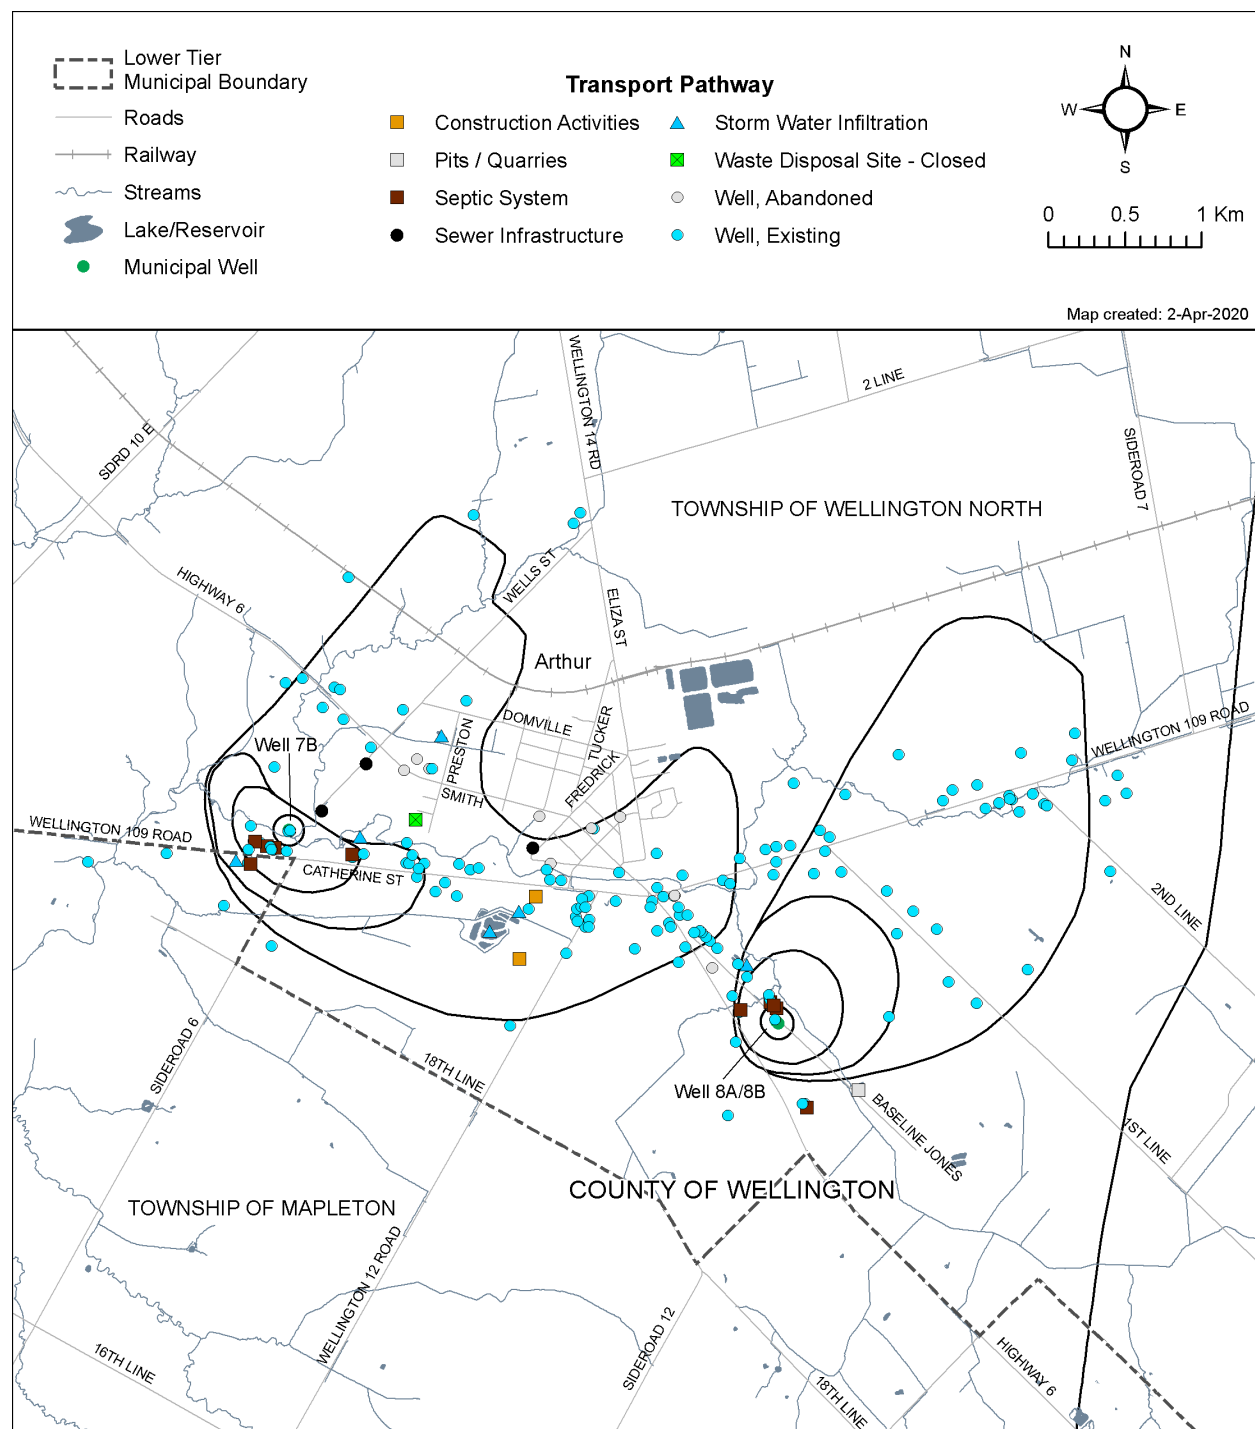 Lower Tier
Municipal Boundary
Roads
Railway
Streams
Lake/Reservoir
Municipal Well
Transport Pathway
Construction Activities
Pits / Quarries
Septic System
Sewer Infrastructure
Storm Water Infiltration
Waste Disposal Site - Closed
Well, Abandoned
Well, Existing
N
W
E
S
0
0.5
1 Km
Map created: 2-Apr-2020
WELLINGTON 14 RD
2 LINE
SDRD 10 E
SIDEROAD 7
TOWNSHIP OF WELLINGTON NORTH
HIGHWAY 6
WELLS ST
ELIZA ST
Arthur
DOMVILLE
TUCKER
PRESTON
FREDRICK
SMITH
Well 7B
WELLINGTON 109 ROAD
WELLINGTON 109 ROAD
CATHERINE ST
2ND LINE
SIDEROAD 6
18TH LINE
Well 8A/8B
BASELINE JONES
1ST LINE
COUNTY OF WELLINGTON
TOWNSHIP OF MAPLETON
WELLINGTON 12 ROAD
SIDEROAD 12
16TH LINE
18TH LINE
HIGHWAY 6